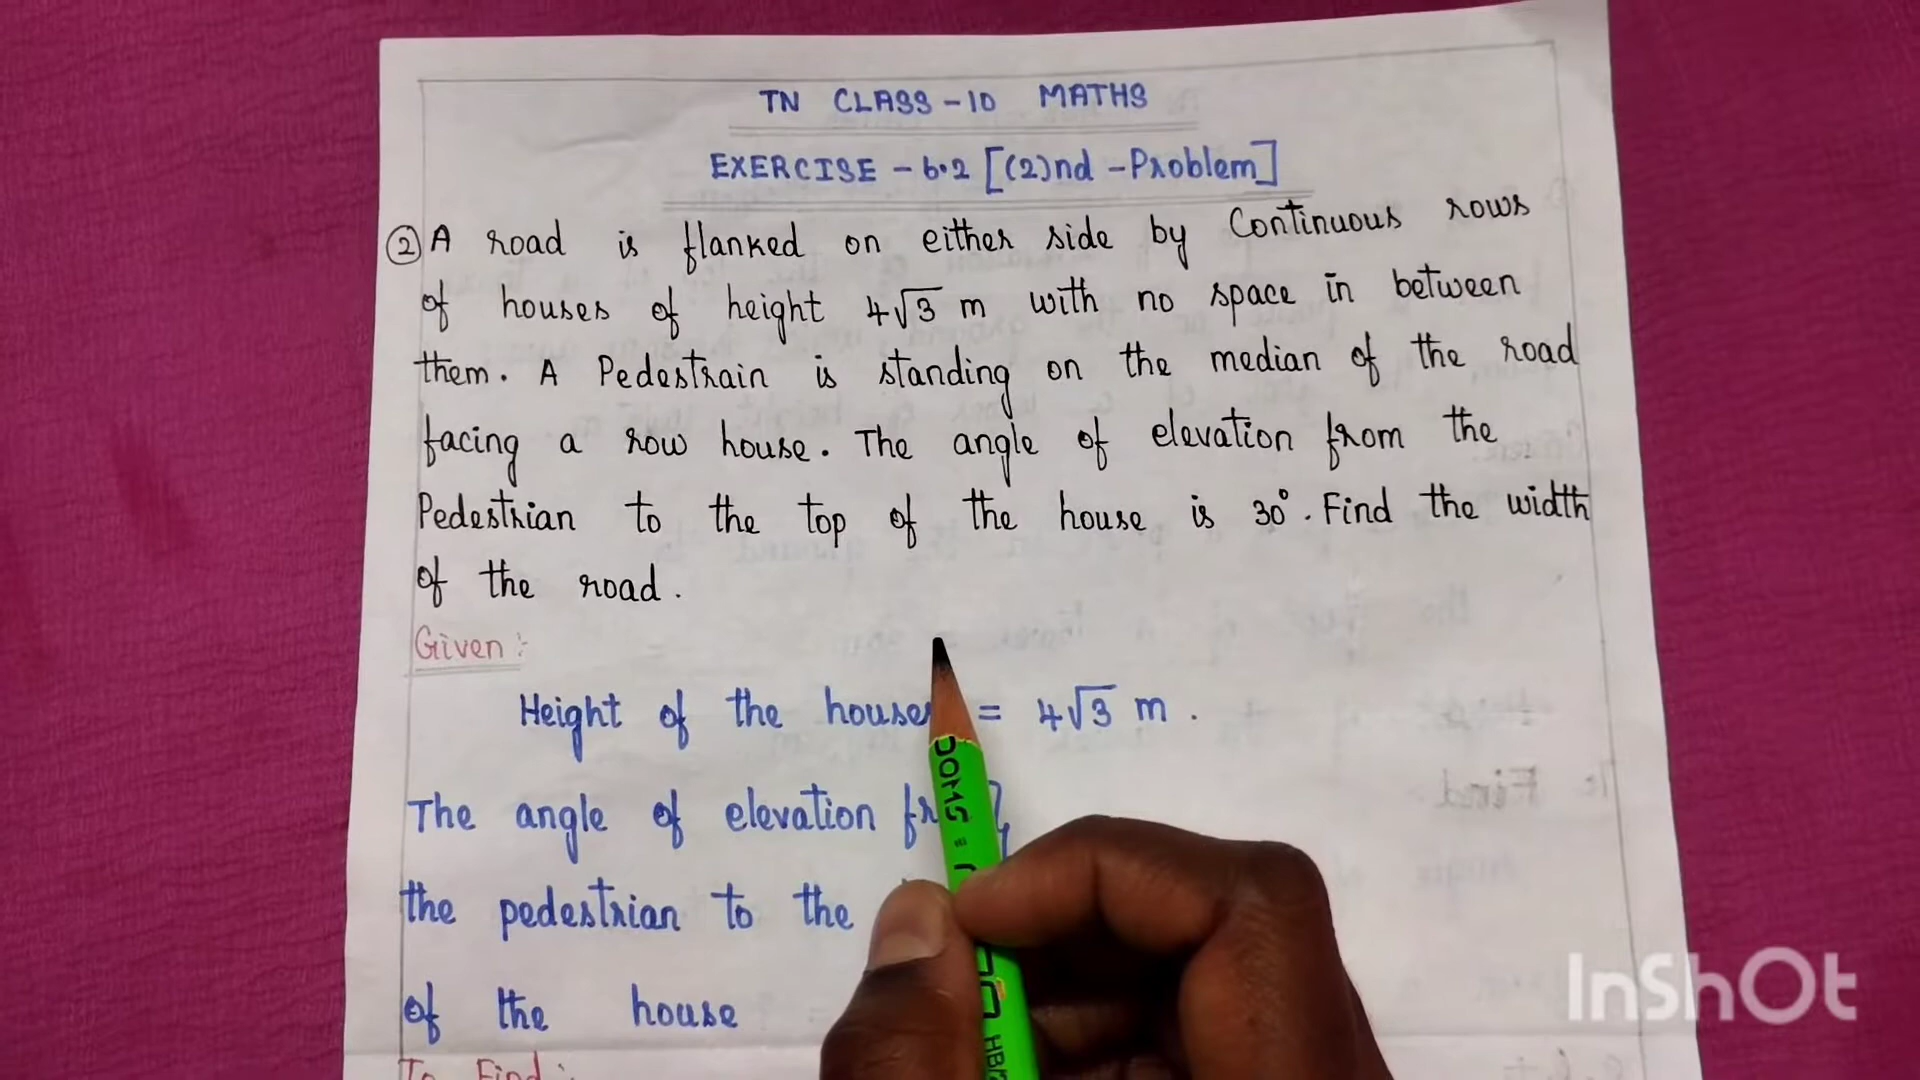 TN CLASS-10 MATHS
EXERCISE - 6.2 [(2)nd - Problem]
② A road is flanked on either side by Continuous rows
of houses of height 4√3 m with no space in between
them. A Pedestrain is standing on the median of the road
facing a row house. The angle of elevation from the
Pedestrian to the top of the house is 30°. Find the width
of the road.
Given :
Height of the house = 4√3 m.
The angle of elevation
the pedestrian to the
of the house
To Find :
DOMS
InShOt